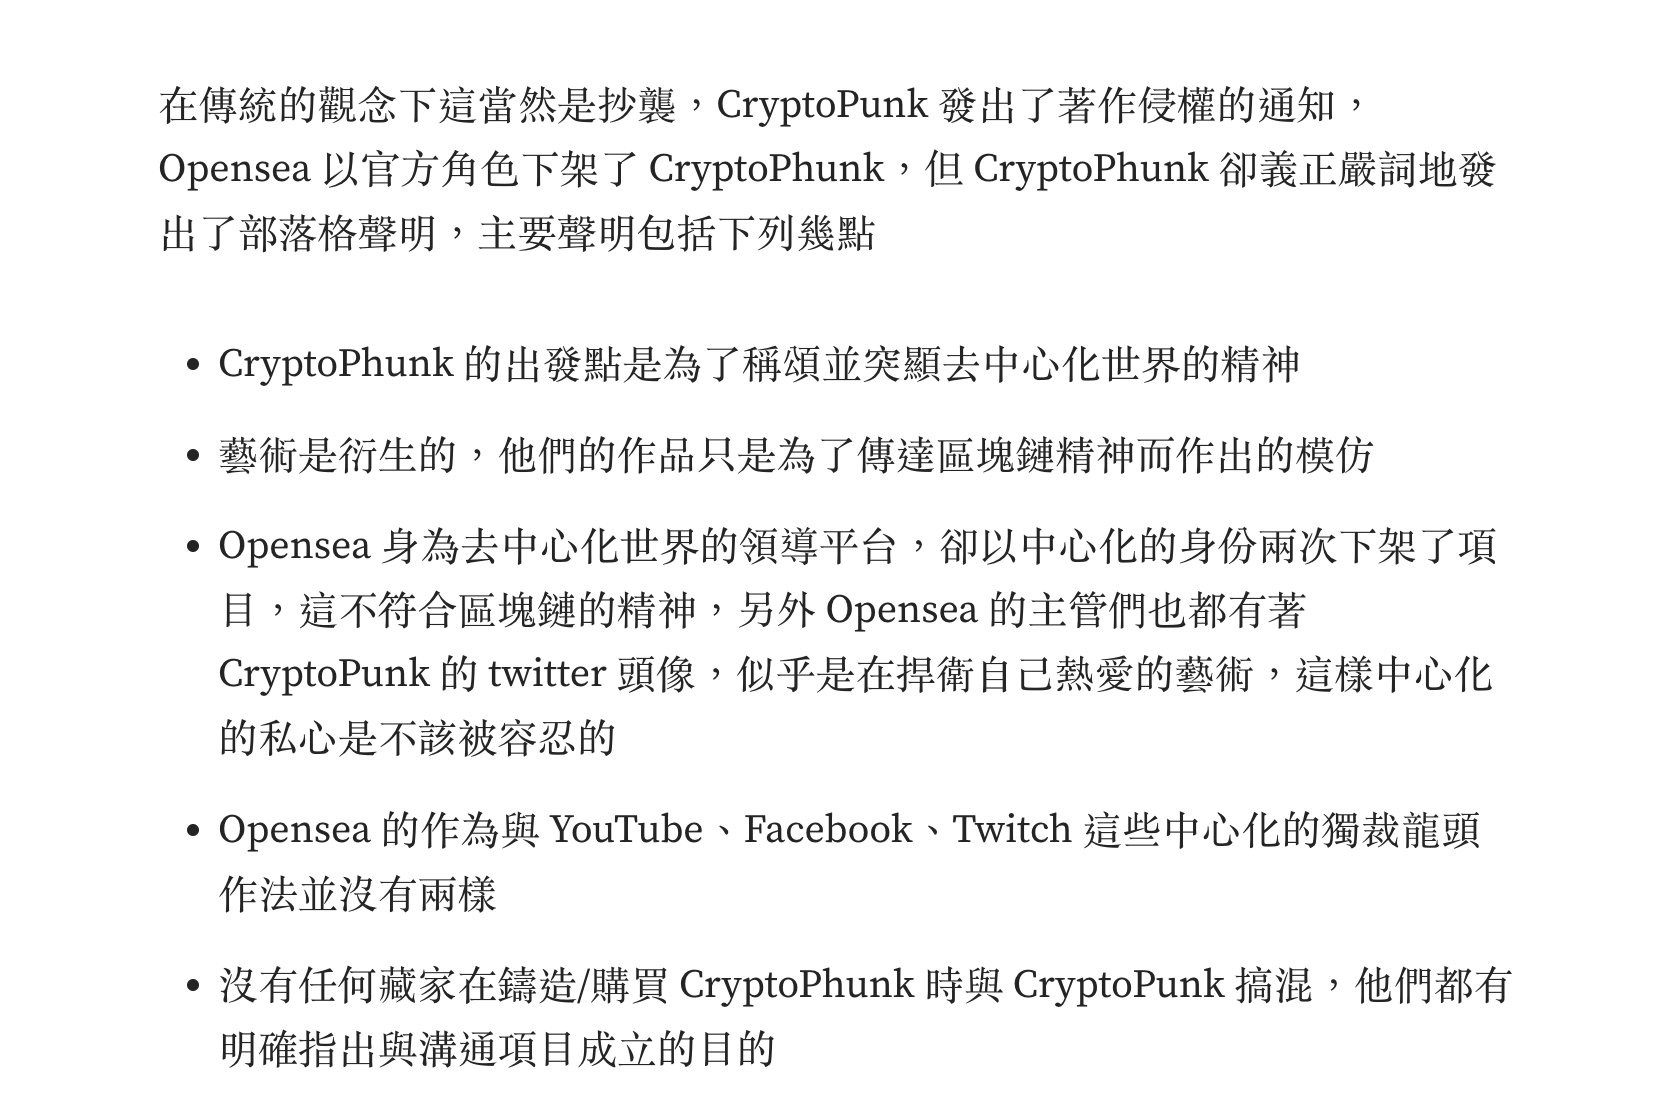 在傳統的觀念下這當然是抄襲，CryptoPunk 發出了著作侵權的通知，
Opensea 以官方角色下架了 CryptoPhunk，但 CryptoPhunk 卻義正嚴詞地發
出了部落格聲明，主要聲明包括下列幾點
• CryptoPhunk 的出發點是為了稱頌並突顯去中心化世界的精神
• 藝術是衍生的，他們的作品只是為了傳達區塊鏈精神而作出的模仿
• Opensea 身為去中心化世界的領導平台，卻以中心化的身份兩次下架了項
目，這不符合區塊鏈的精神，另外 Opensea 的主管們也都有著
CryptoPunk 的 twitter 頭像，似乎是在捍衛自己熱愛的藝術，這樣中心化
的私心是不該被容忍的
• Opensea 的作為與 YouTube、Facebook、Twitch 這些中心化的獨裁龍頭
作法並沒有兩樣
• 沒有任何藏家在鑄造/購買 CryptoPhunk 時與 CryptoPunk 搞混，他們都有
明確指出與溝通項目成立的目的